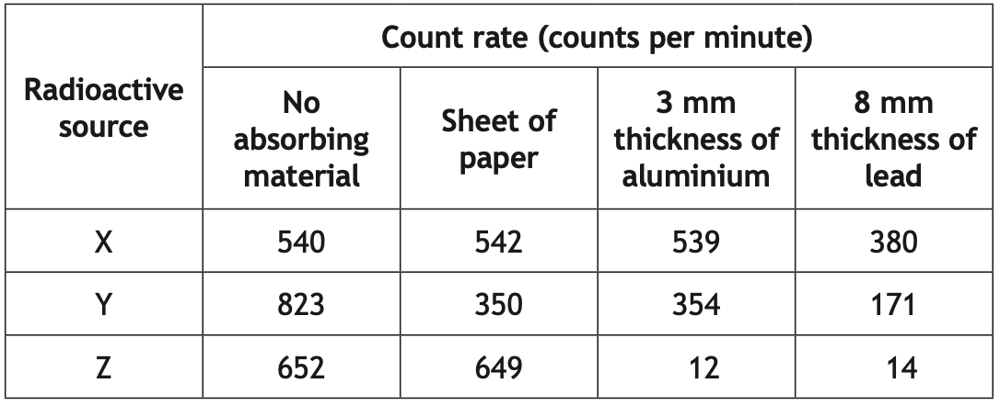 Radioactive source
Count rate (counts per minute)
No absorbing material
Sheet of paper
3 mm thickness of aluminium
8 mm thickness of lead
X 540 542 539 380
Y 823 350 354 171
Z 652 649 12 14